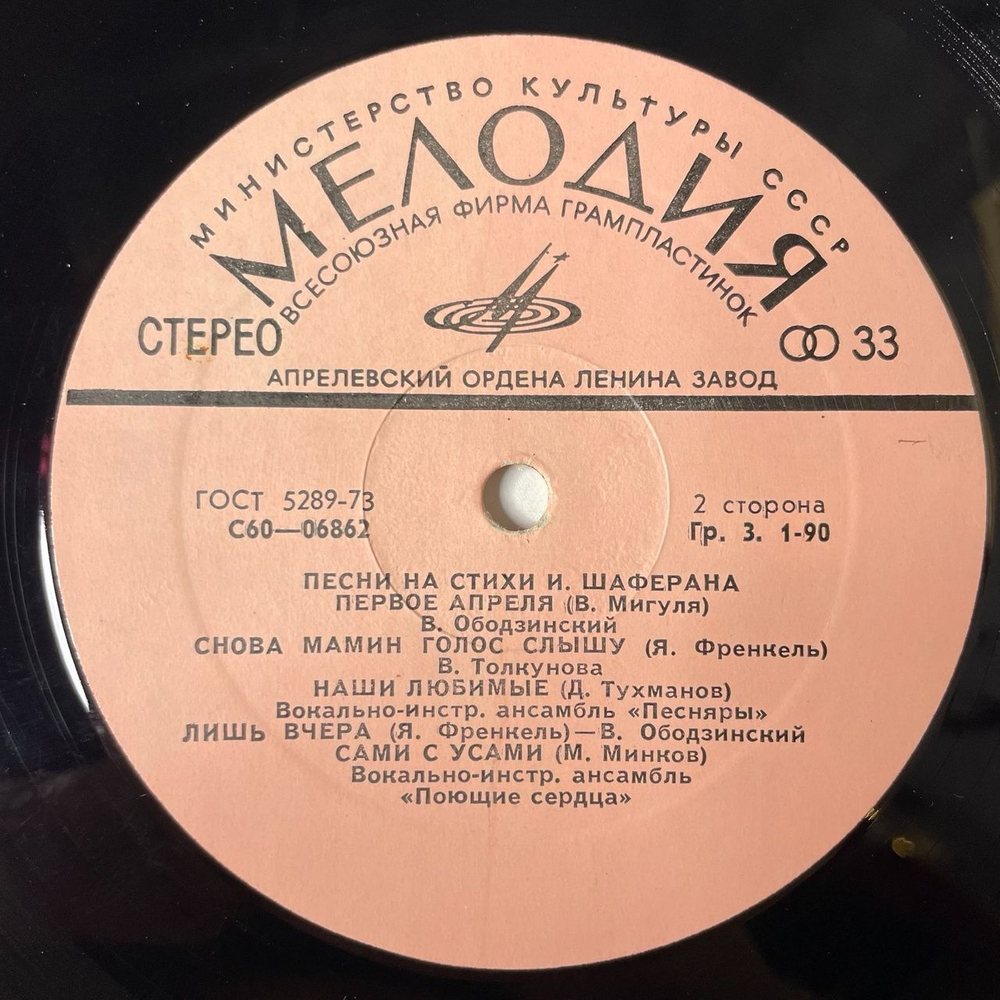 МИНИСТЕРСТВО КУЛЬТУРЫ СССР
МЕЛОДИЯ
ВСЕСОЮЗНАЯ ФИРМА ГРАМПЛАСТИНОК
СТЕРЕО
33
АПРЕЛЕВСКИЙ ОРДЕНА ЛЕНИНА ЗАВОД
ГОСТ 5289-73
2 сторона
С60—06862
Гр. 3. 1-90
ПЕСНИ НА СТИХИ И. ШАФЕРАНА
ПЕРВОЕ АПРЕЛЯ (В. Мигуля)
В. Ободзинский
СНОВА МАМИН ГОЛОС СЛЫШУ (Я. Френкель)
В. Толкунова
НАШИ ЛЮБИМЫЕ (Д. Тухманов)
Вокально-инстр. ансамбль «Песняры»
ЛИШЬ ВЧЕРА (Я. Френкель)—В. Ободзинский
САМИ С УСАМИ (М. Минков)
Вокально-инстр. ансамбль
«Поющие сердца»